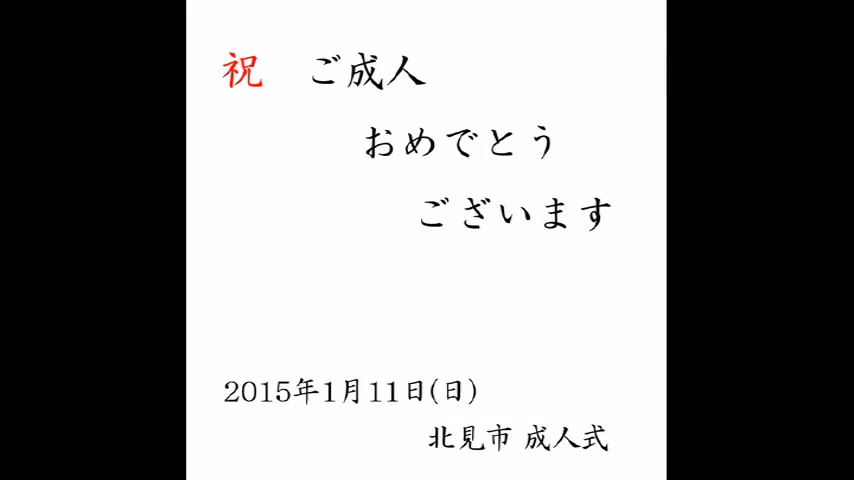 祝　ご成人
おめでとう
ございます
2015年1月11日(日)
北見市 成人式